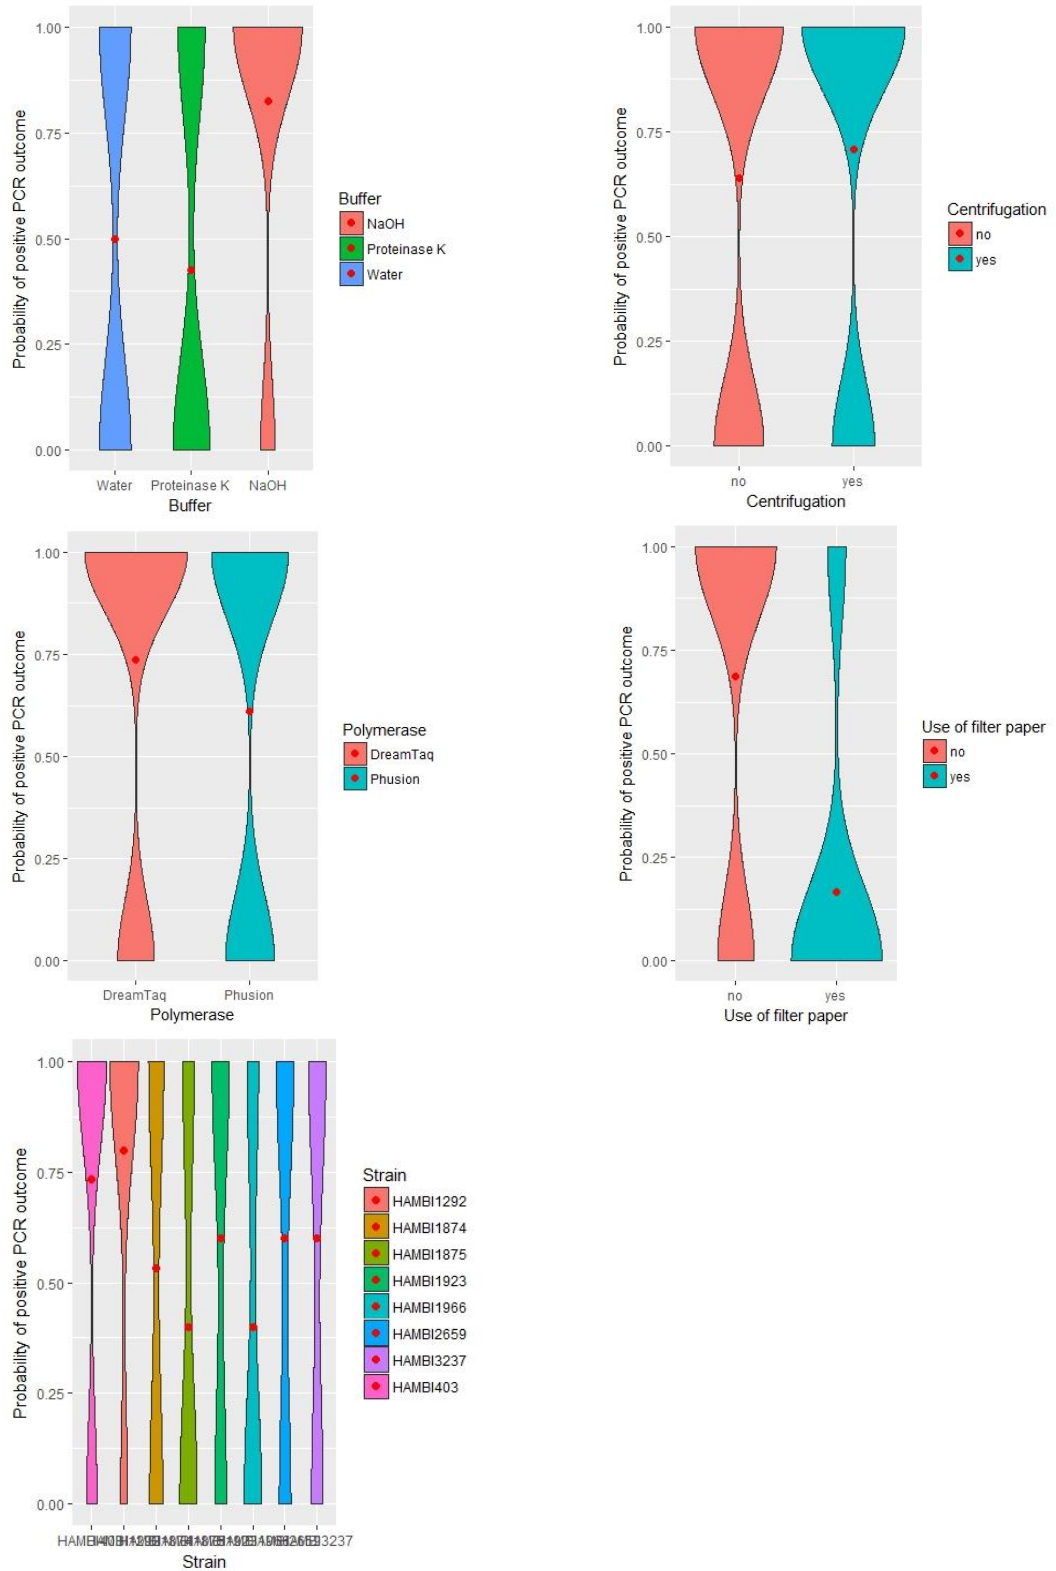 Probability of positive PCR outcome
1.00
0.75
0.50
0.25
0.00
Water Proteinase K NaOH
Buffer
Buffer
NaOH
Proteinase K
Water
Probability of positive PCR outcome
1.00
0.75
0.50
0.25
0.00
no yes
Centrifugation
Centrifugation
no
yes
Probability of positive PCR outcome
1.00
0.75
0.50
0.25
0.00
DreamTaq Phusion
Polymerase
Polymerase
DreamTaq
Phusion
Probability of positive PCR outcome
1.00
0.75
0.50
0.25
0.00
no yes
Use of filter paper
Use of filter paper
no
yes
Probability of positive PCR outcome
1.00
0.75
0.50
0.25
0.00
Strain
Strain
HAMBI1292
HAMBI1874
HAMBI1875
HAMBI1923
HAMBI1966
HAMBI2659
HAMBI3237
HAMBI403